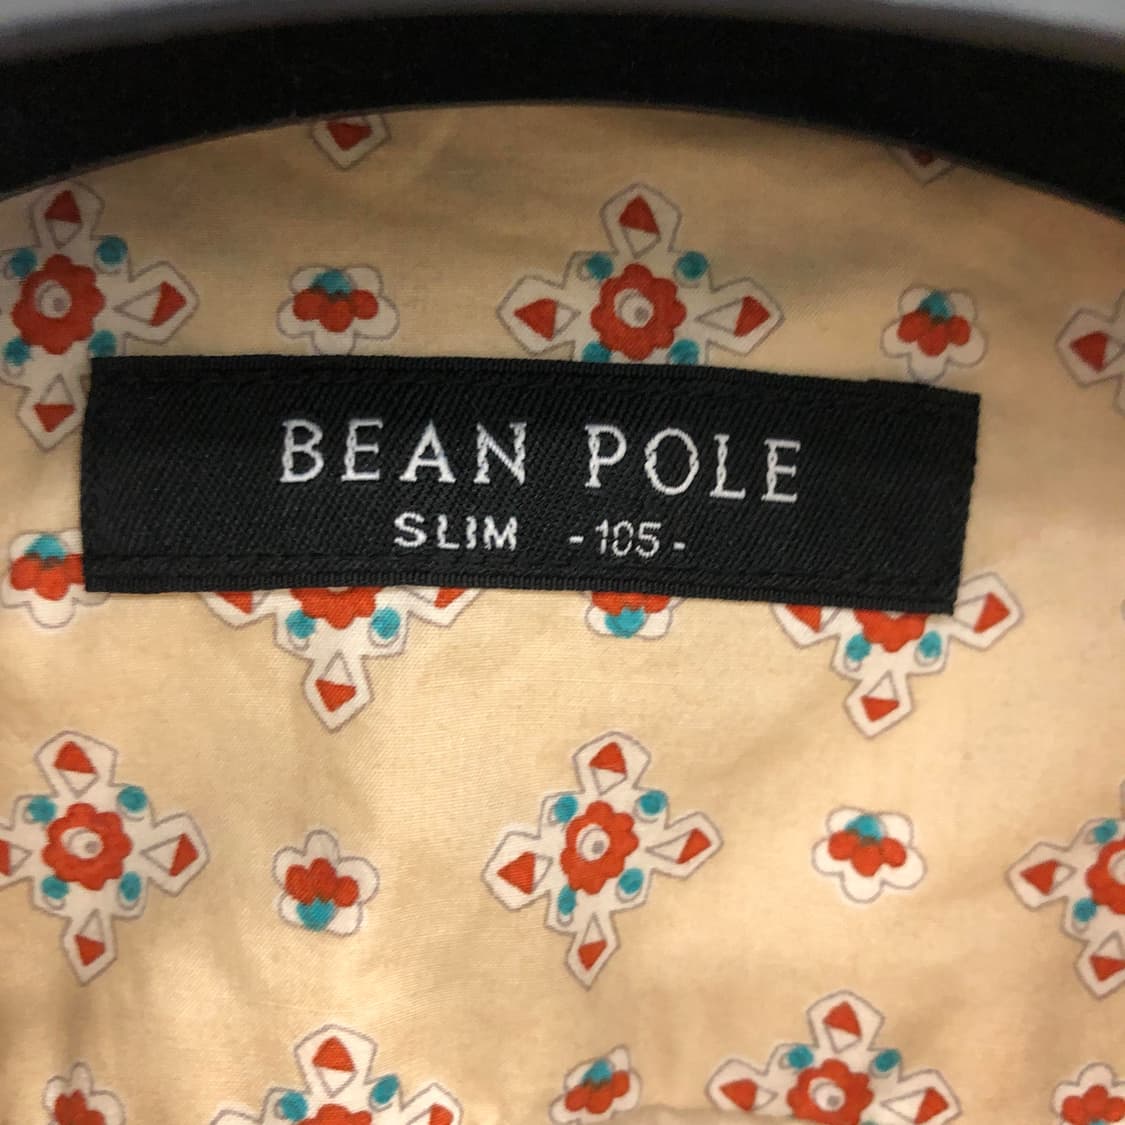 BEAN POLE
SLIM -105-